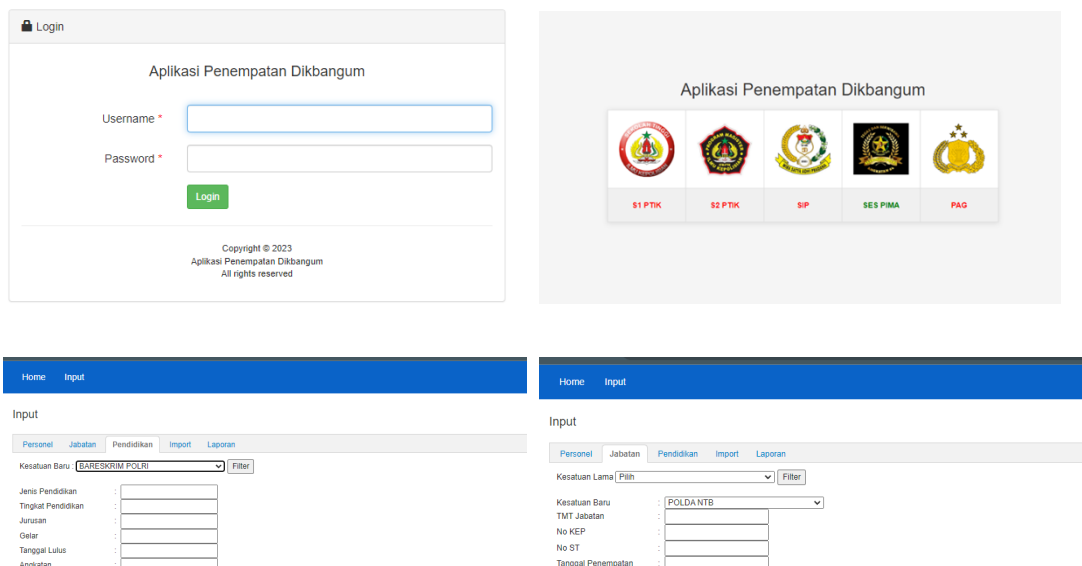 Login
Aplikasi Penempatan Dikbangum
Username *
Password *
Login
Copyright © 2023
Aplikasi Penempatan Dikbangum
All rights reserved
Aplikasi Penempatan Dikbangum
S1 PTIK S2 PTIK SIP SES PIMA PAG
Home Input
Input
Personel Jabatan Pendidikan Import Laporan
Kesatuan Baru : BARESKRIM POLRI Filter
Jenis Pendidikan :
Tingkat Pendidikan :
Jurusan :
Gelar :
Tanggal Lulus :
Angkatan :
Home Input
Input
Personel Jabatan Pendidikan Import Laporan
Kesatuan Lama Pilih Filter
Kesatuan Baru : POLDA NTB
TMT Jabatan :
No KEP :
No ST :
Tanggal Penempatan :